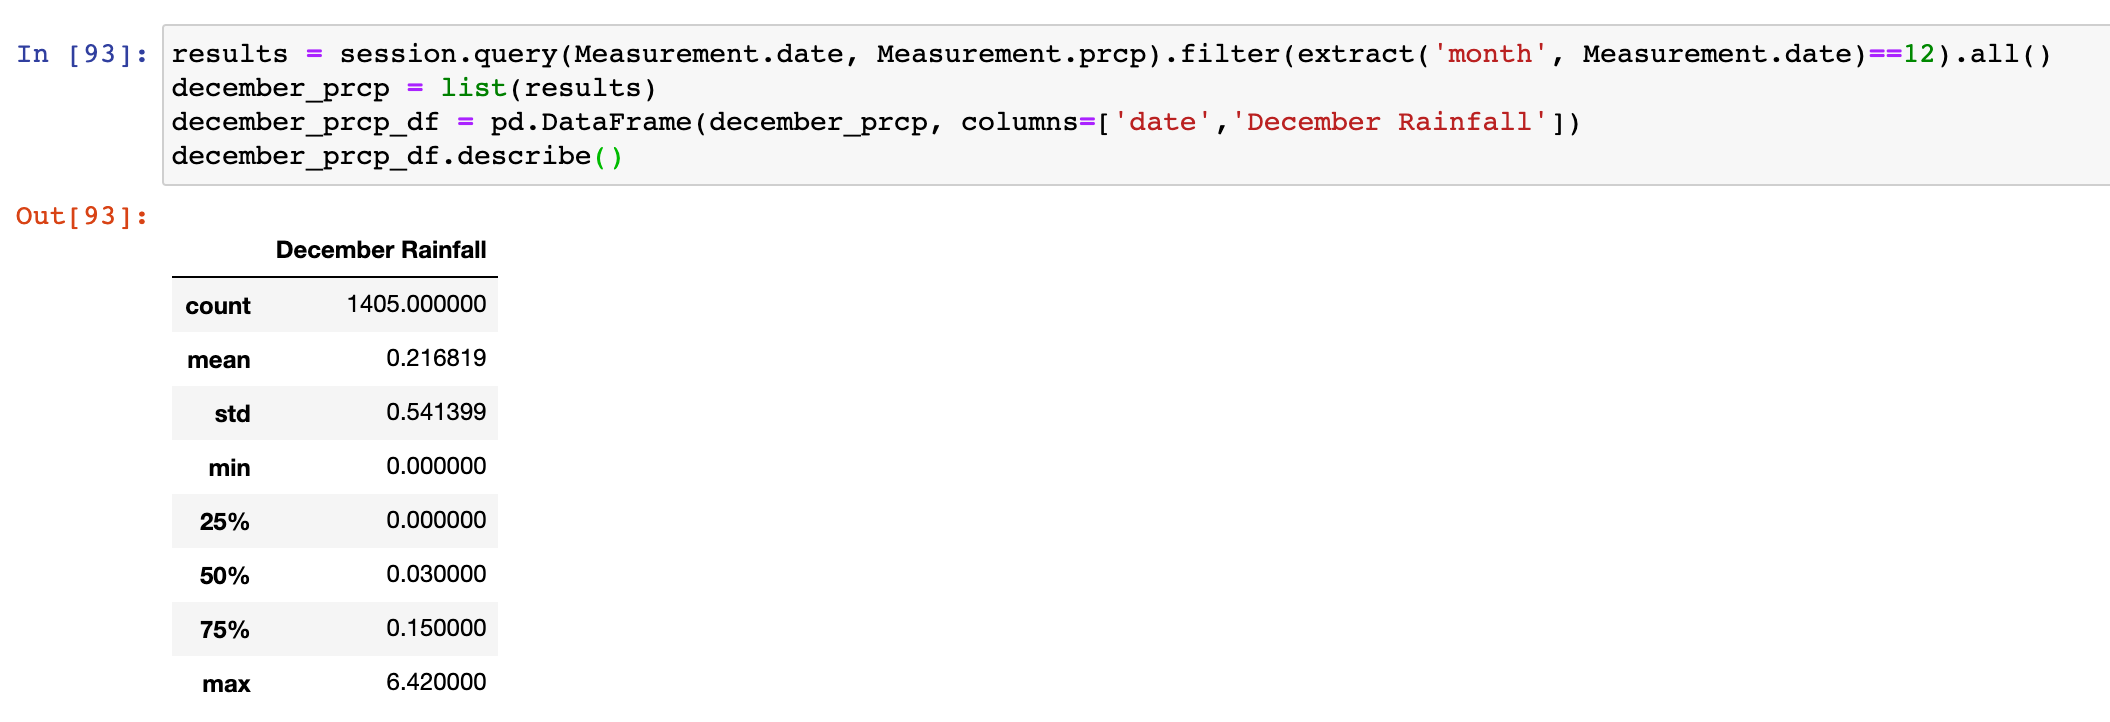 In [93]: results = session.query(Measurement.date, Measurement.prcp).filter(extract('month', Measurement.date)==12).all()
december_prcp = list(results)
december_prcp_df = pd.DataFrame(december_prcp, columns=['date','December Rainfall'])
december_prcp_df.describe()
Out[93]:
December Rainfall
count 1405.000000
mean 0.216819
std 0.541399
min 0.000000
25% 0.000000
50% 0.030000
75% 0.150000
max 6.420000